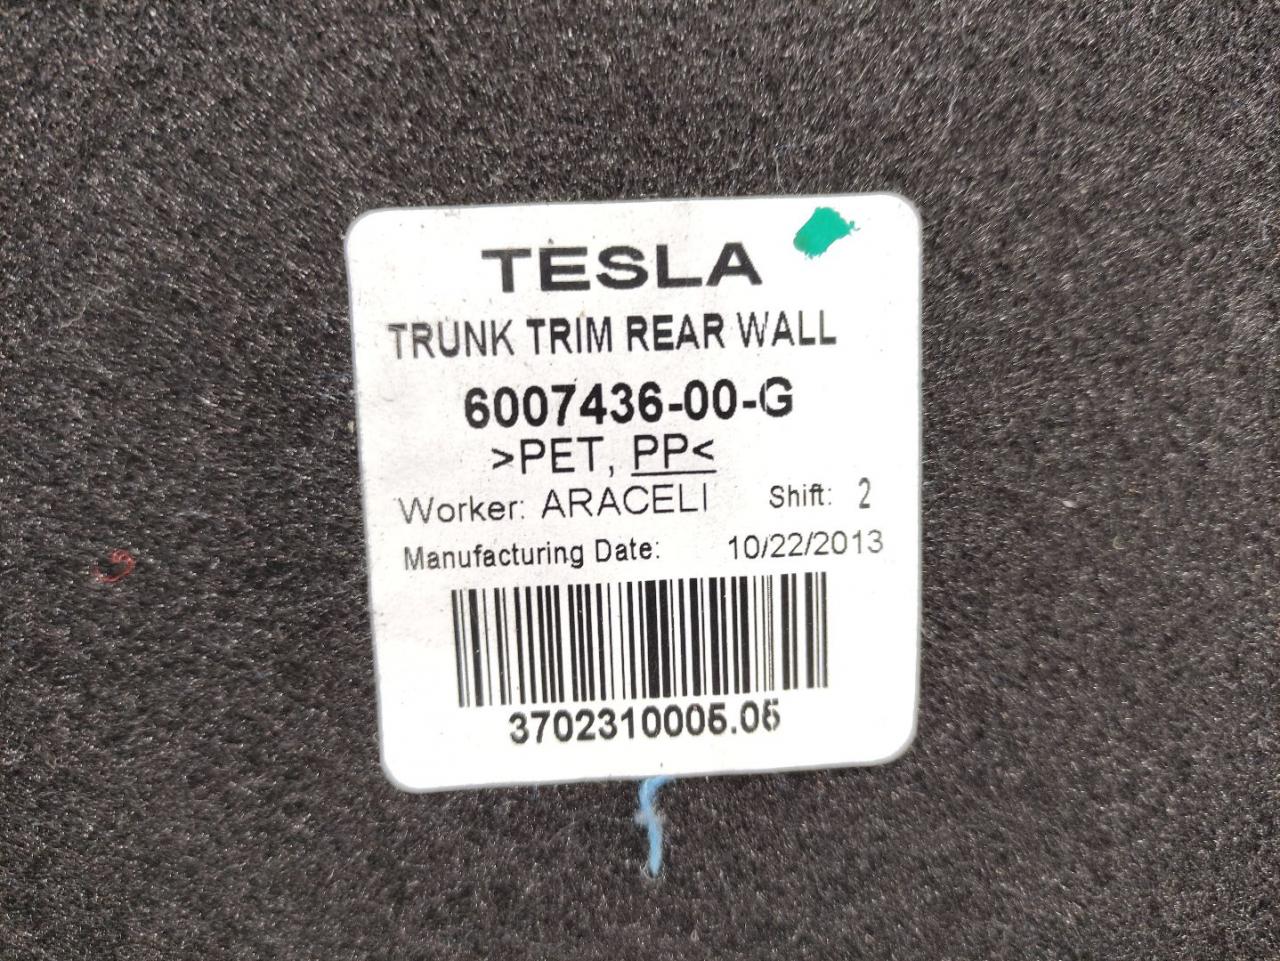 TESLA
TRUNK TRIM REAR WALL
6007436-00-G
>PET, PP<
Worker: ARACELI Shift: 2
Manufacturing Date: 10/22/2013
3702310005.05